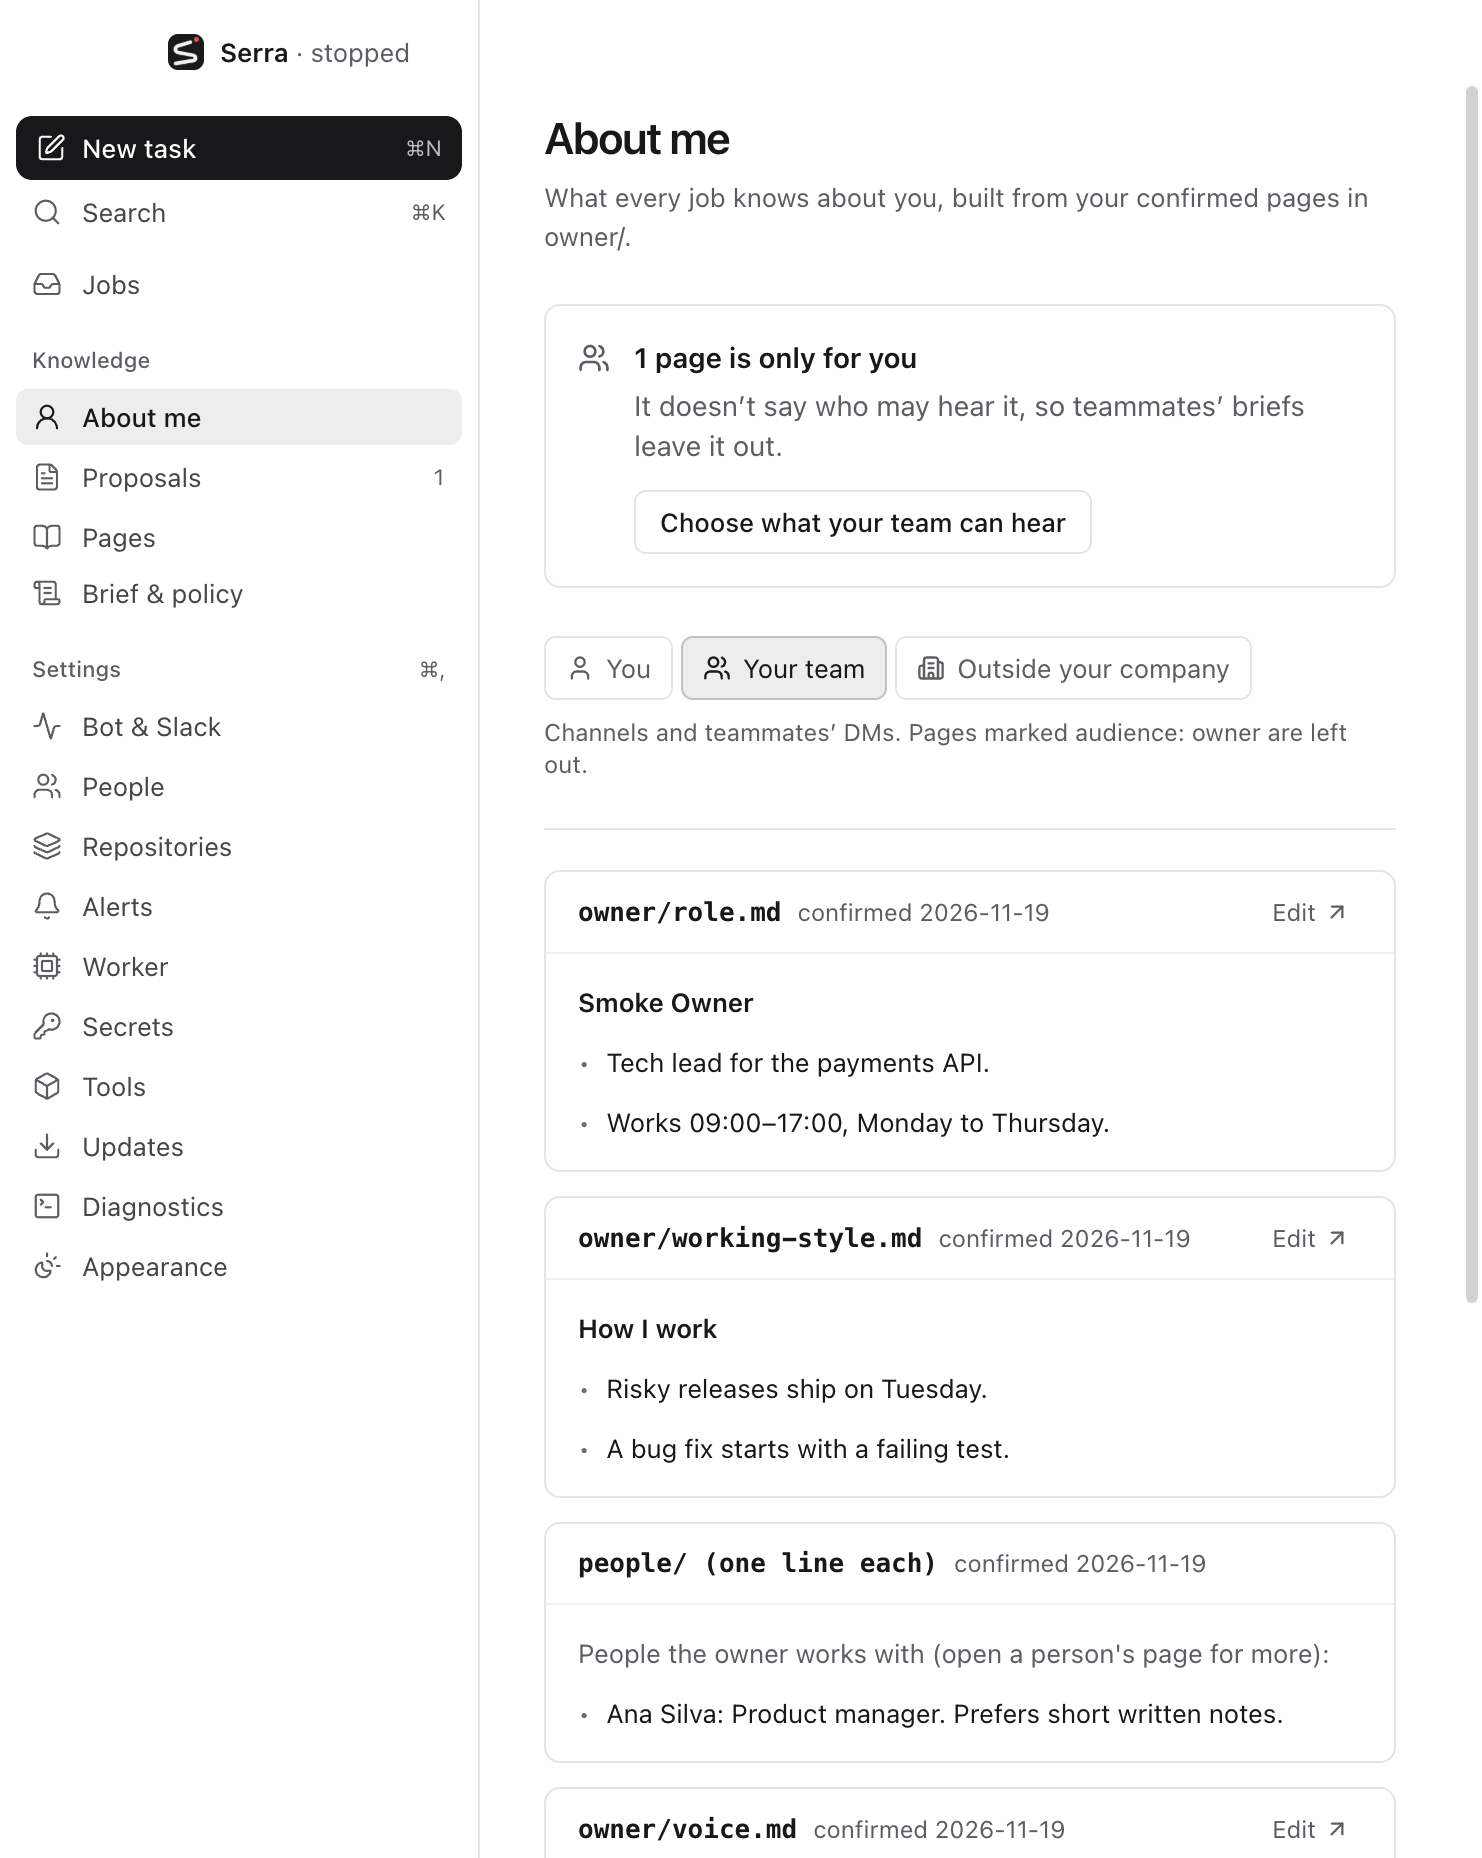 Serra · stopped
New task ⌘N
Search ⌘K
Jobs
Knowledge
About me
Proposals 1
Pages
Brief & policy
Settings ⌘,
Bot & Slack
People
Repositories
Alerts
Worker
Secrets
Tools
Updates
Diagnostics
Appearance
About me
What every job knows about you, built from your confirmed pages in
owner/.
1 page is only for you
It doesn’t say who may hear it, so teammates’ briefs
leave it out.
Choose what your team can hear
You Your team Outside your company
Channels and teammates’ DMs. Pages marked audience: owner are left
out.
owner/role.md confirmed 2026-11-19 Edit
Smoke Owner
• Tech lead for the payments API.
• Works 09:00–17:00, Monday to Thursday.
owner/working-style.md confirmed 2026-11-19 Edit
How I work
• Risky releases ship on Tuesday.
• A bug fix starts with a failing test.
people/ (one line each) confirmed 2026-11-19
People the owner works with (open a person's page for more):
• Ana Silva: Product manager. Prefers short written notes.
owner/voice.md confirmed 2026-11-19 Edit